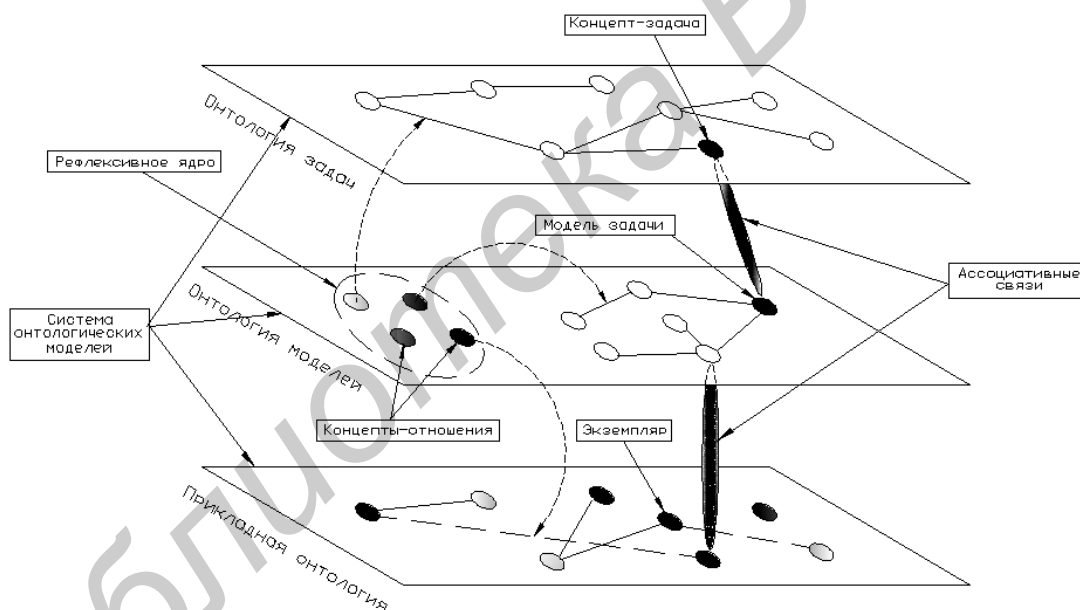 Концепт-задача
Онтология задач
Рефлексивное ядро
Модель задачи
Ассоциативные
связи
Онтология моделей
Система
онтологических
моделей
Концепты-отношения
Экземпляр
Прикладная онтология
блиотека Б